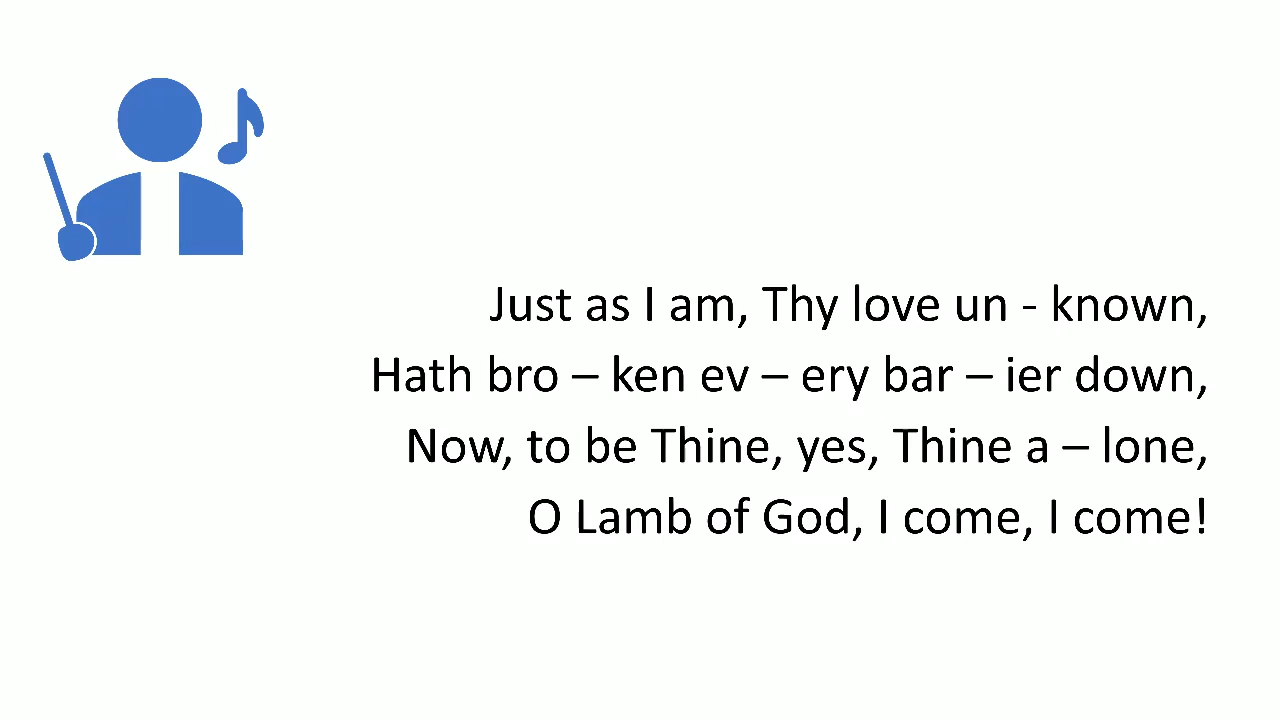 Just as I am, Thy love un - known,
Hath bro – ken ev – ery bar – ier down,
Now, to be Thine, yes, Thine a – lone,
O Lamb of God, I come, I come!